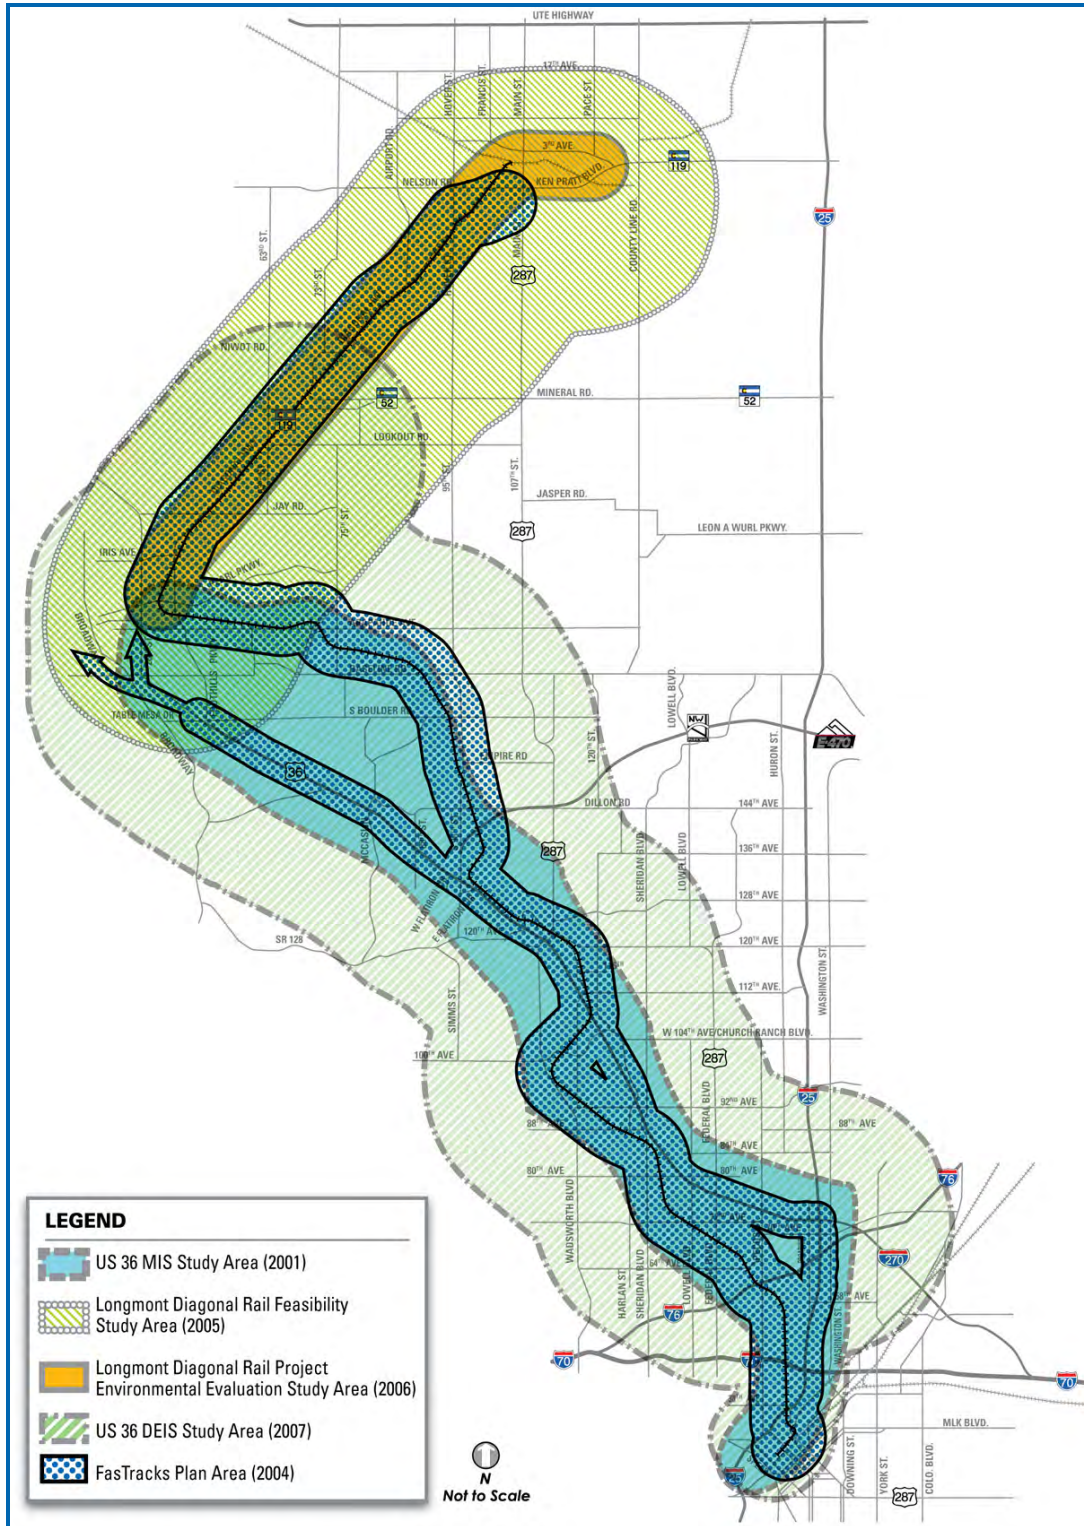 UTE HIGHWAY
12TH AVE.
HOVER ST.
FRANCIS ST.
MAIN ST.
PACE ST.
AIRPORT RD.
3RD AVE.
119
NELSON RD
KEN PRATT BLVD.
25
63RD ST.
73RD ST.
MAIN
287
COUNTY LINE RD.
NIWOT RD.
52
MINERAL RD.
52
119
LOOKOUT RD.
95TH ST.
107TH ST.
JASPER RD.
JAY RD.
75TH ST.
287
LEON A WURL PKWY.
IRIS AVE
PKWY.
BROADWAY
TABLE MESA DR
S BOULDER RD
LOWELL BLVD.
NW
E-470
BROADWAY
36
EMPIRE RD
120TH ST.
HURON ST.
DILLON RD
144TH AVE
287
136TH AVE
SHERIDAN BLVD
LOWELL BLVD
W FLATIRON
E FLATIRON
128TH AVE
120TH AVE
120TH AVE
SR 128
112TH AVE.
WASHINGTON ST.
SIMMS ST.
W 104TH AVE/CHURCH RANCH BLVD.
100TH AVE
287
25
FEDERAL BLVD
92ND AVE
88TH AVE
88TH AVE
80TH AVE
80TH AVE
76
WADSWORTH BLVD
270
64TH AVE
HARLAN ST.
SHERIDAN BLVD
76
WASHINGTON ST.
70
70
MLK BLVD.
25
DOWNING ST.
YORK ST.
COLO. BLVD.
287
LEGEND
US 36 MIS Study Area (2001)
Longmont Diagonal Rail Feasibility
Study Area (2005)
Longmont Diagonal Rail Project
Environmental Evaluation Study Area (2006)
US 36 DEIS Study Area (2007)
FasTracks Plan Area (2004)
N
Not to Scale